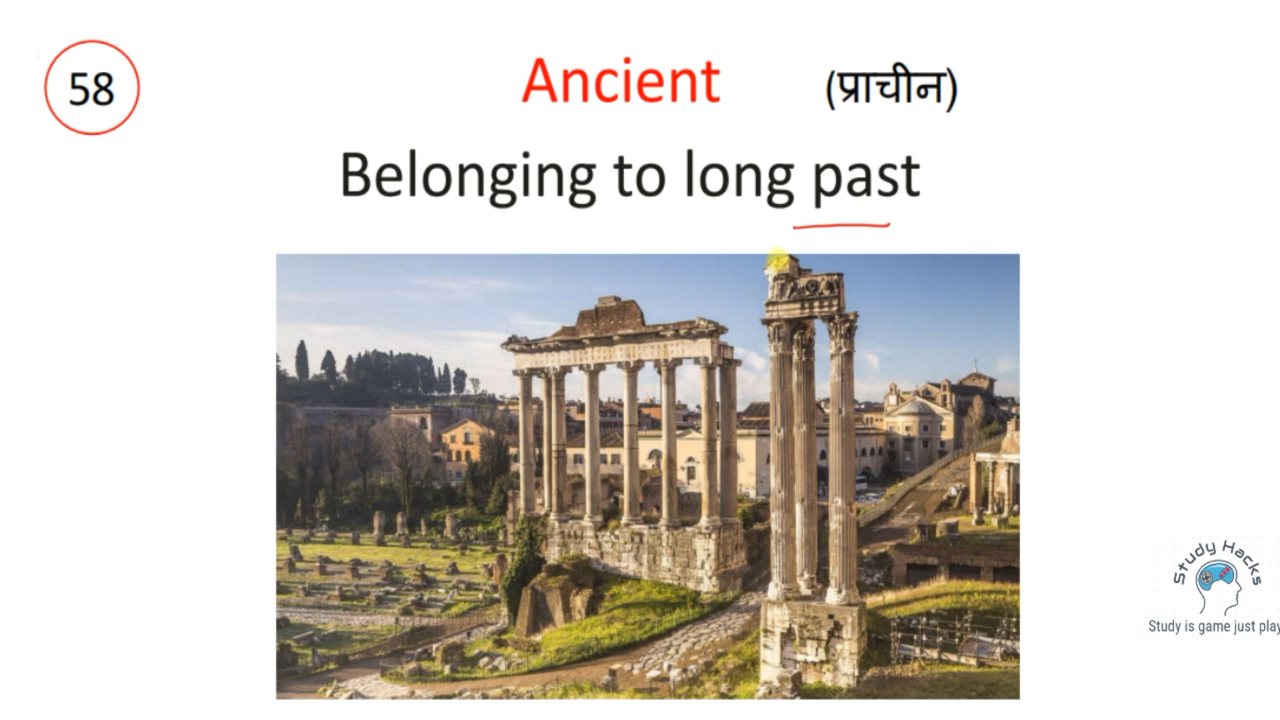 58
Ancient (प्राचीन)
Belonging to long past
Study Hacks
Study is game just play